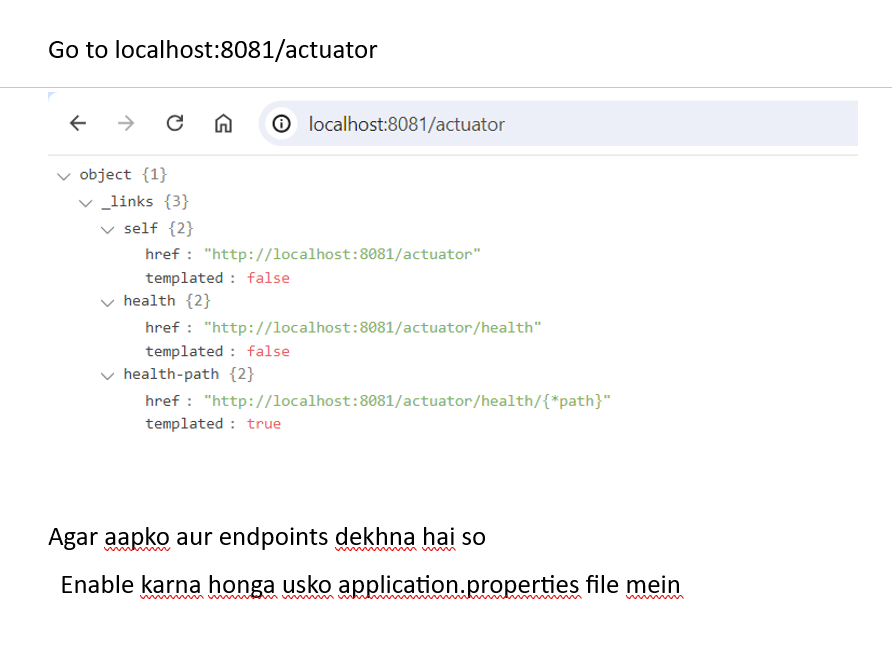 Go to localhost:8081/actuator
localhost:8081/actuator
object {1}
_links {3}
self {2}
href : "http://localhost:8081/actuator"
templated : false
health {2}
href : "http://localhost:8081/actuator/health"
templated : false
health-path {2}
href : "http://localhost:8081/actuator/health/{*path}"
templated : true
Agar aapko aur endpoints dekhna hai so
Enable karna honga usko application.properties file mein